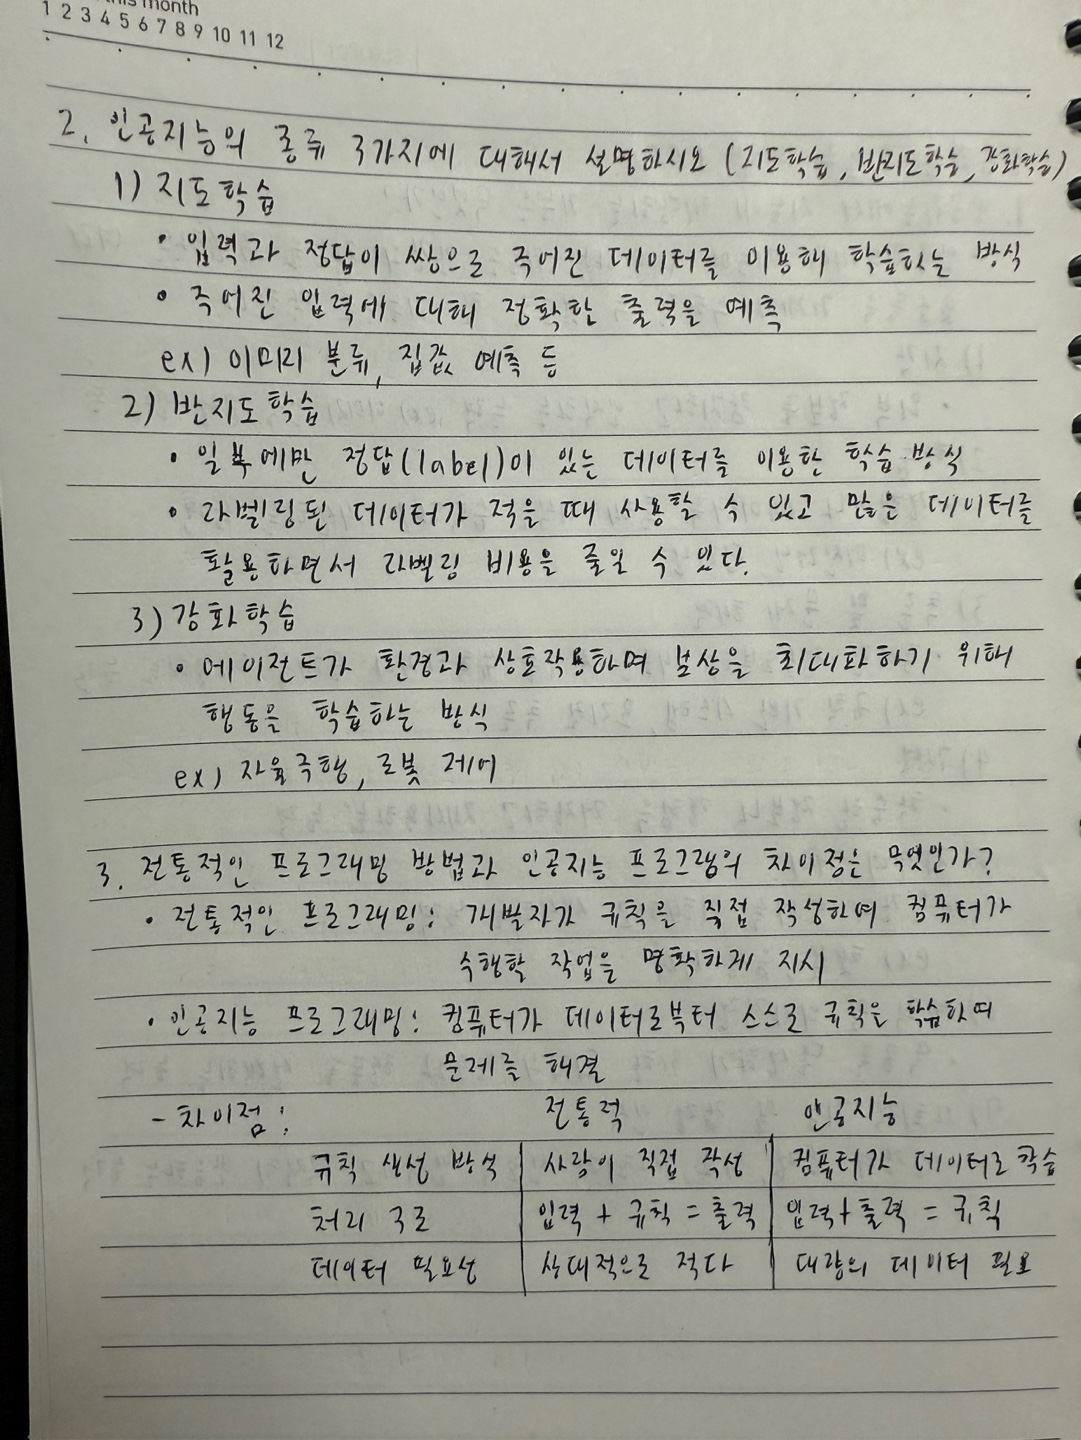 this month
1 2 3 4 5 6 7 8 9 10 11 12
2. 인공지능의 종류 3가지에 대해서 설명하시오 (지도학습, 반지도학습, 강화학습)
1) 지도학습
• 입력과 정답이 쌍으로 주어진 데이터를 이용해 학습하는 방식
• 주어진 입력에 대해 정확한 출력을 예측
ex) 이미지 분류, 집값 예측 등
2) 반지도학습
• 일부에만 정답(label)이 있는 데이터를 이용한 학습 방식
• 라벨링된 데이터가 적을 때 사용할 수 있고 많은 데이터를
활용하면서 라벨링 비용을 줄일 수 있다.
3) 강화학습
• 에이전트가 환경과 상호작용하며 보상을 최대화하기 위해
행동을 학습하는 방식
ex) 자율주행, 로봇 제어
3. 전통적인 프로그래밍 방법과 인공지능 프로그램의 차이점은 무엇인가?
• 전통적인 프로그래밍: 개발자가 규칙을 직접 작성하여 컴퓨터가
수행할 작업을 명확하게 지시
• 인공지능 프로그래밍: 컴퓨터가 데이터로부터 스스로 규칙을 학습하여
문제를 해결
- 차이점: 전통적 인공지능
규칙 생성 방식 사람이 직접 작성 컴퓨터가 데이터로 학습
처리 구조 입력 + 규칙 = 출력 입력+출력 = 규칙
데이터 필요성 상대적으로 적다 대량의 데이터 필요